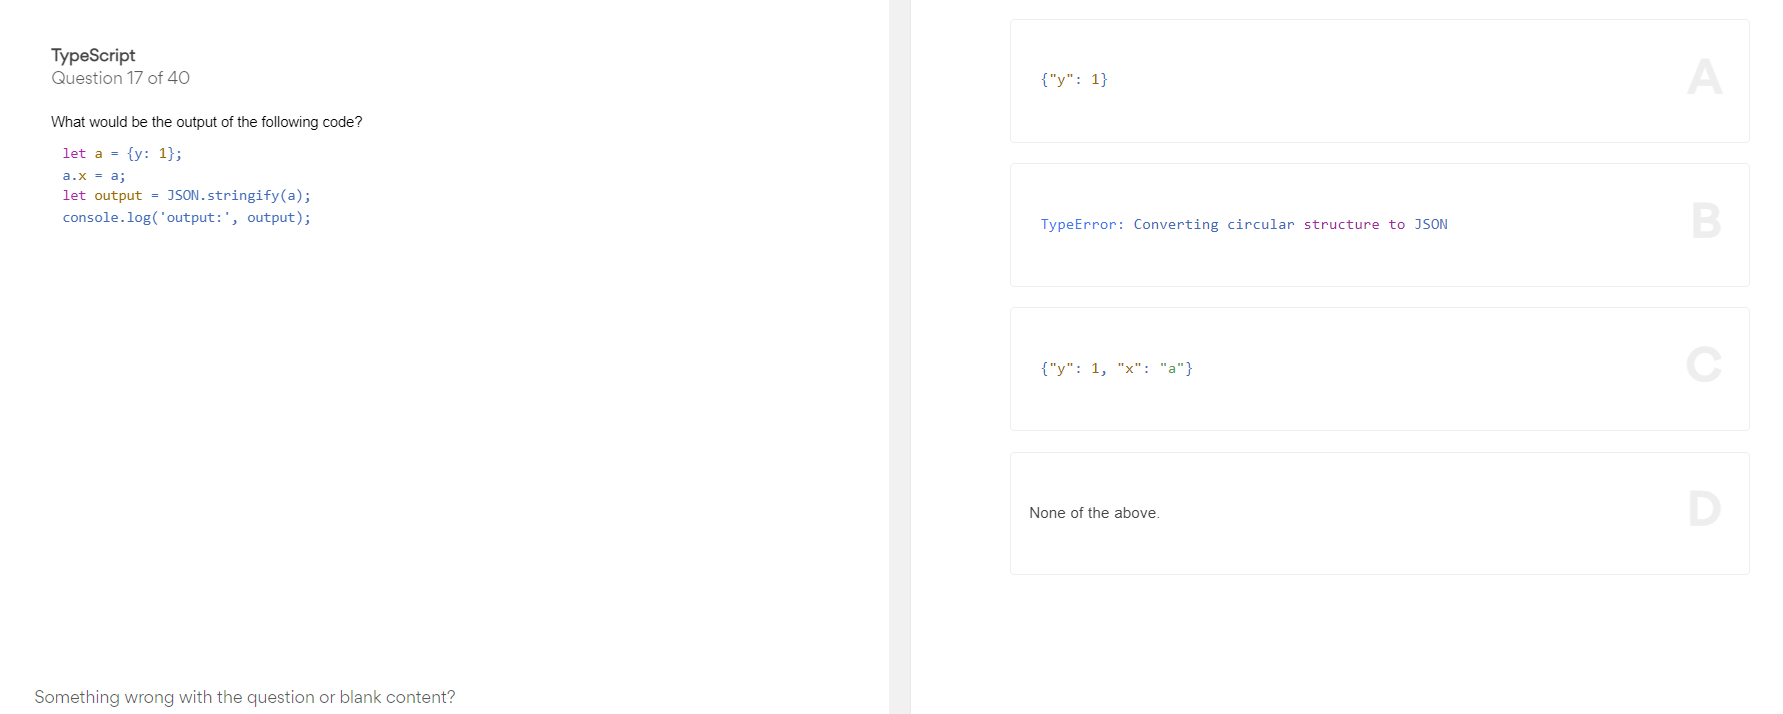 TypeScript
Question 17 of 40
What would be the output of the following code?
let a = {y: 1};
a.x = a;
let output = JSON.stringify(a);
console.log('output:', output);
Something wrong with the question or blank content?
{"y": 1}
A
TypeError: Converting circular structure to JSON
B
{"y": 1, "x": "a"}
C
None of the above.
D